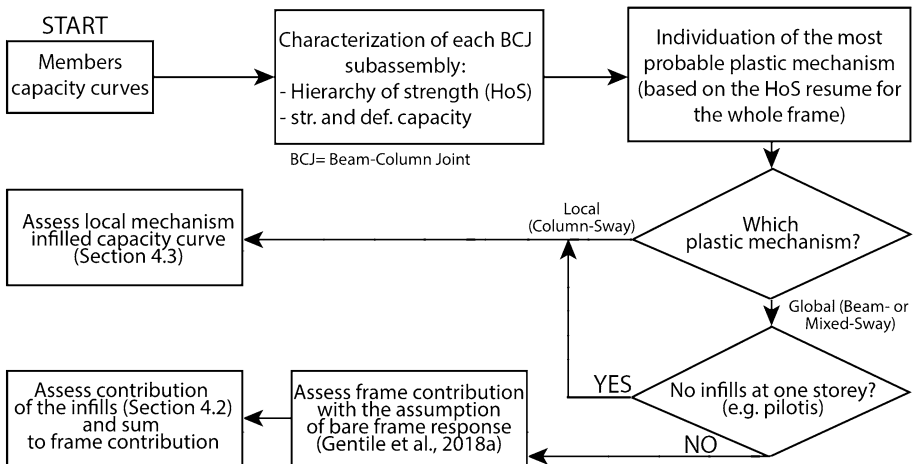 START
Members
capacity curves
Characterization of each BCJ
subassembly:
- Hierarchy of strength (HoS)
- str. and def. capacity
BCJ= Beam-Column Joint
Individuation of the most
probable plastic mechanism
(based on the HoS resume for
the whole frame)
Which
plastic mechanism?
Local
(Column-Sway)
Assess local mechanism
infilled capacity curve
(Section 4.3)
Global (Beam- or
Mixed-Sway)
No infills at one storey?
(e.g. pilotis)
YES
NO
Assess frame contribution
with the assumption
of bare frame response
(Gentile et al., 2018a)
Assess contribution
of the infills (Section 4.2)
and sum
to frame contribution